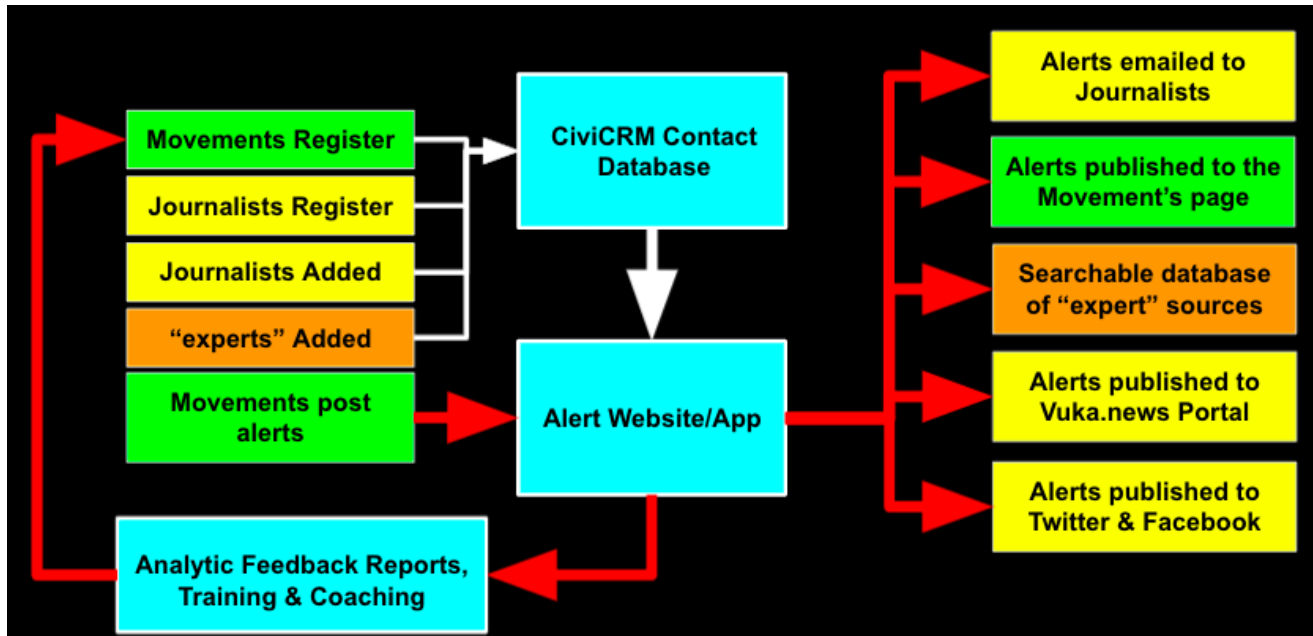 Movements Register
Journalists Register
Journalists Added
“experts” Added
Movements post
alerts
CiviCRM Contact
Database
Alert Website/App
Analytic Feedback Reports,
Training & Coaching
Alerts emailed to
Journalists
Alerts published to the
Movement’s page
Searchable database
of “expert” sources
Alerts published to
Vuka.news Portal
Alerts published to
Twitter & Facebook